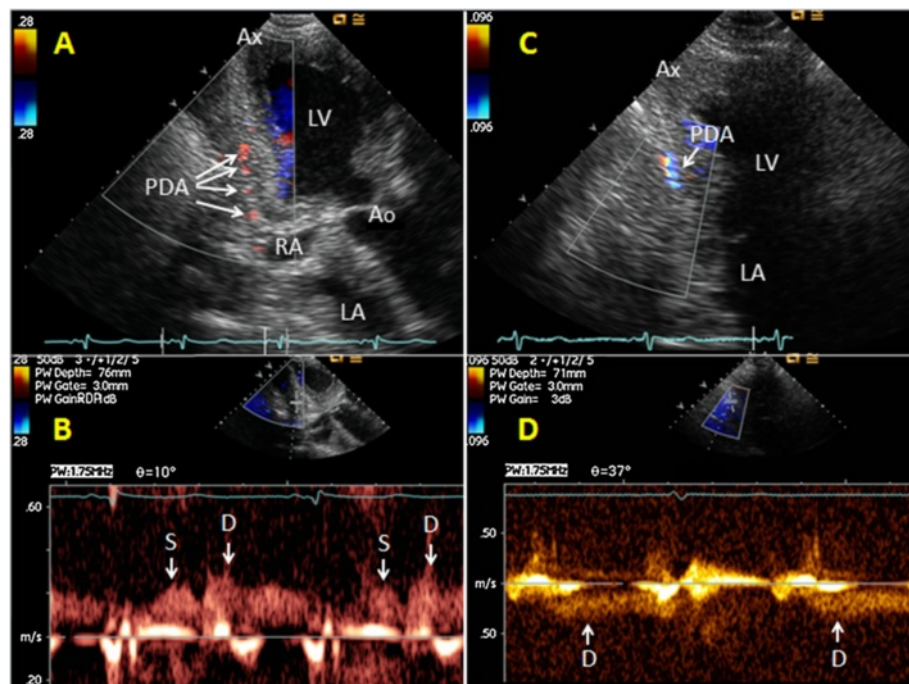 .28
A
Ax
LV
PDA
Ao
RA
LA
.28
.096
C
Ax
PDA
LV
LA
.096
.28
50dB 3 •/+1/2/ 5
PW Depth= 76mm
PW Gate= 3.0mm
B
.28
PW:1.75MHz θ=10°
.60
S D S D
m/s
.20
.096
50dB 2 •/+1/2/ 5
PW Depth= 71mm
PW Gate= 3.0mm
PW Gain= 3dB
D
.096
PW:1.75MHz θ=37°
.50
m/s
.50
D D